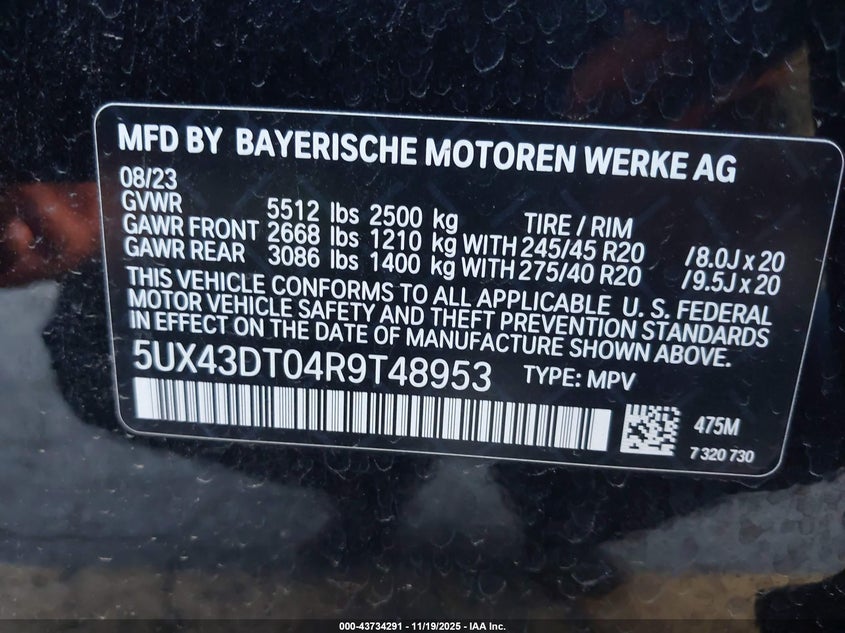 MFD BY BAYERISCHE MOTOREN WERKE AG
08/23
GVWR 5512 lbs 2500 kg TIRE / RIM
GAWR FRONT 2668 lbs 1210 kg WITH 245/45 R20 /8.0J x 20
GAWR REAR 3086 lbs 1400 kg WITH 275/40 R20 /9.5J x 20
THIS VEHICLE CONFORMS TO ALL APPLICABLE U. S. FEDERAL
MOTOR VEHICLE SAFETY AND THEFT PREVENTION STANDARDS
IN EFFECT ON THE DATE OF MANUFACTURE SHOWN ABOVE.
5UX43DT04R9T48953 TYPE: MPV
475M
7 320 730
000-43734291 - 11/19/2025 - IAA Inc.